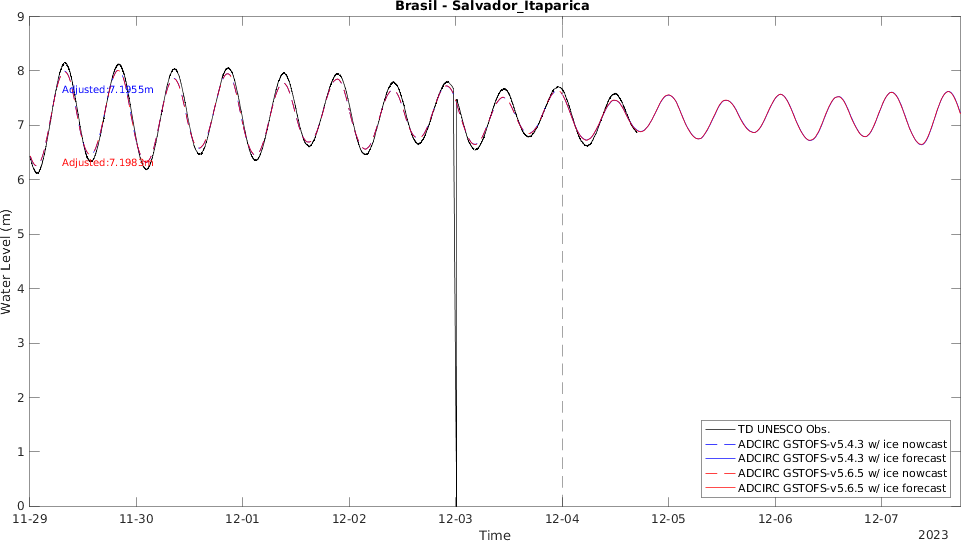 Brasil - Salvador_Itaparica
Water Level (m)
9
8
7
6
5
4
3
2
1
0
Adjusted:7.1955m
Adjusted:7.1983m
11-29
11-30
12-01
12-02
12-03
12-04
12-05
12-06
12-07
Time
2023
TD UNESCO Obs.
ADCIRC GSTOFS-v5.4.3 w/ ice nowcast
ADCIRC GSTOFS-v5.4.3 w/ ice forecast
ADCIRC GSTOFS-v5.6.5 w/ ice nowcast
ADCIRC GSTOFS-v5.6.5 w/ ice forecast